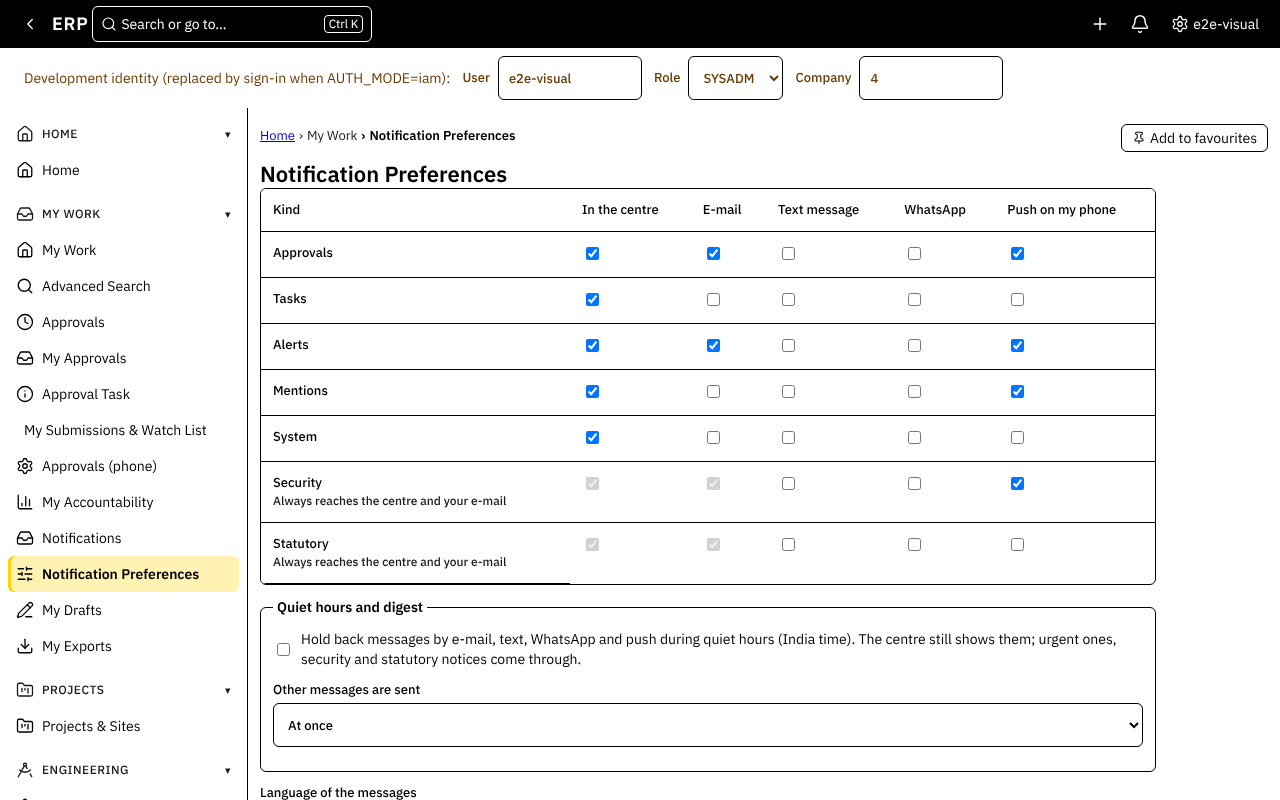 ERP
Search or go to...
Ctrl K
e2e-visual
Development identity (replaced by sign-in when AUTH_MODE=iam):
User
e2e-visual
Role
SYSADM
Company
4
HOME
Home
MY WORK
My Work
Advanced Search
Approvals
My Approvals
Approval Task
My Submissions & Watch List
Approvals (phone)
My Accountability
Notifications
Notification Preferences
My Drafts
My Exports
PROJECTS
Projects & Sites
ENGINEERING
Home › My Work › Notification Preferences
Add to favourites
Notification Preferences
Kind In the centre E-mail Text message WhatsApp Push on my phone
Approvals
Tasks
Alerts
Mentions
System
Security
Always reaches the centre and your e-mail
Statutory
Always reaches the centre and your e-mail
Quiet hours and digest
Hold back messages by e-mail, text, WhatsApp and push during quiet hours (India time). The centre still shows them; urgent ones,
security and statutory notices come through.
Other messages are sent
At once
Language of the messages